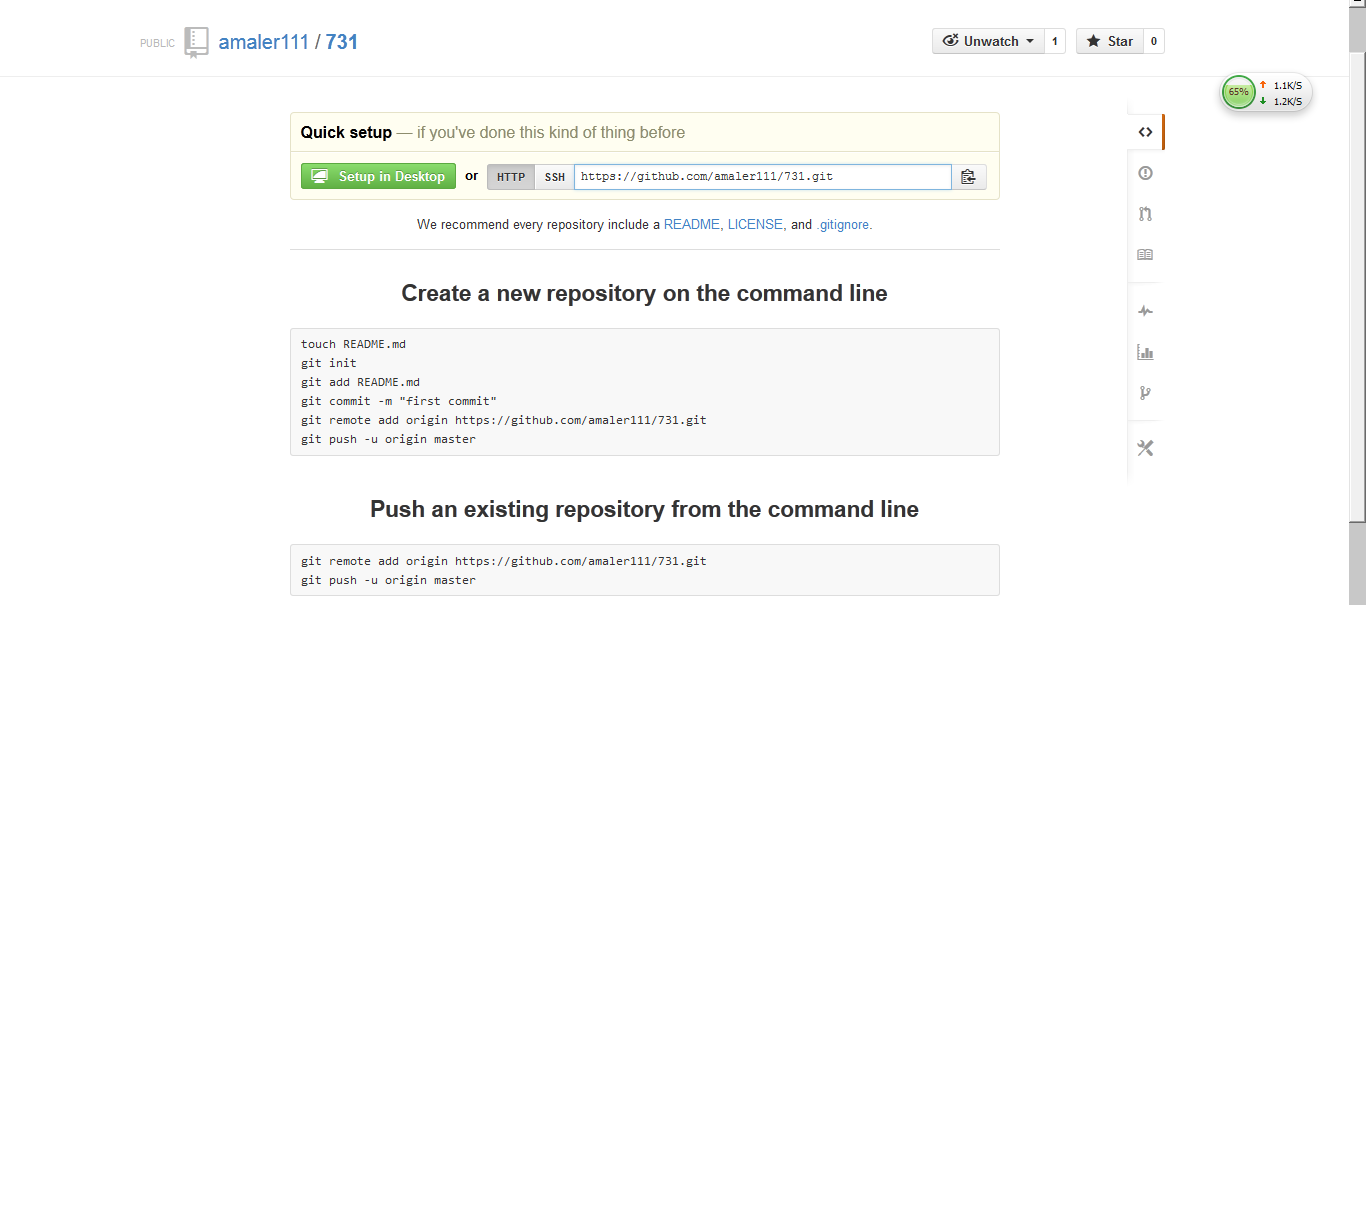 PUBLIC amaler111 / 731 Unwatch 1 Star 0
65% 1.1K/S
1.2K/S
Quick setup — if you've done this kind of thing before
Setup in Desktop or HTTP SSH https://github.com/amaler111/731.git
We recommend every repository include a README, LICENSE, and .gitignore.
Create a new repository on the command line
touch README.md
git init
git add README.md
git commit -m "first commit"
git remote add origin https://github.com/amaler111/731.git
git push -u origin master
Push an existing repository from the command line
git remote add origin https://github.com/amaler111/731.git
git push -u origin master